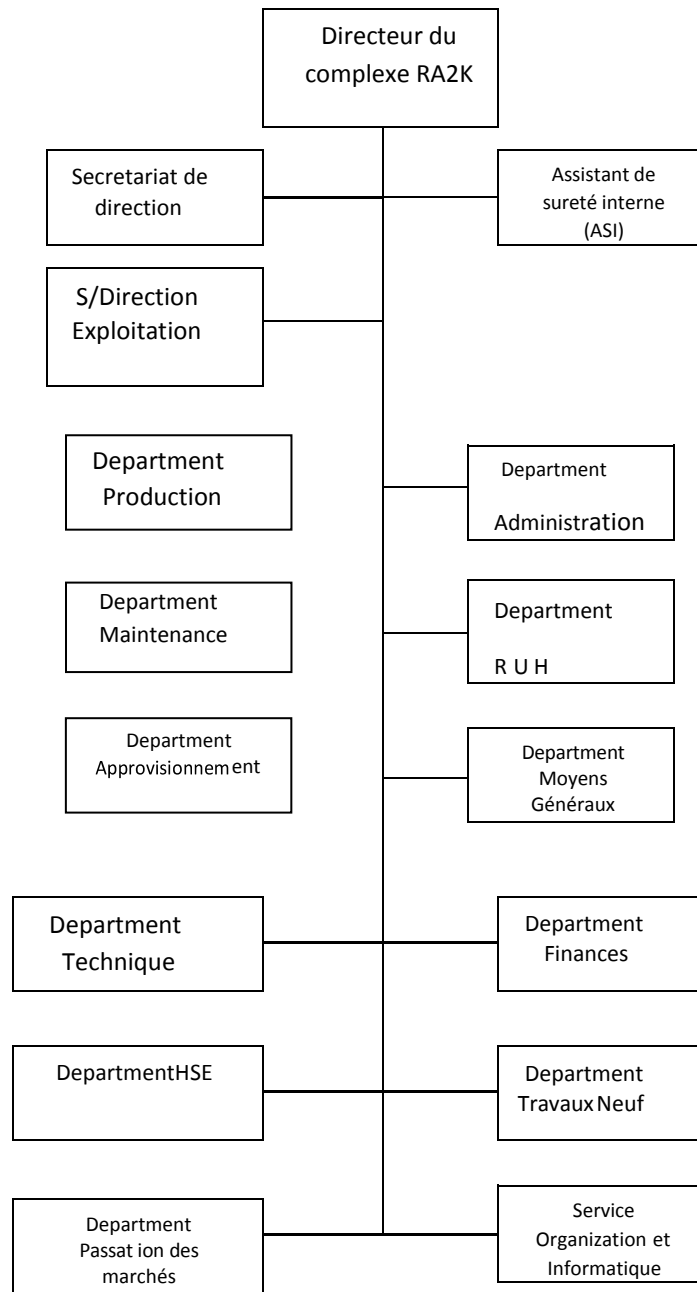 Directeur du
complexe RA2K
Secretariat de
direction
Assistant de
sureté interne
(ASI)
S/Direction
Exploitation
Department
Production
Department
Administration
Department
Maintenance
Department
R U H
Department
Approvisionnement
Department
Moyens
Généraux
Department
Technique
Department
Finances
DepartmentHSE
Department
Travaux Neuf
Department
Passat ion des
marchés
Service
Organization et
Informatique